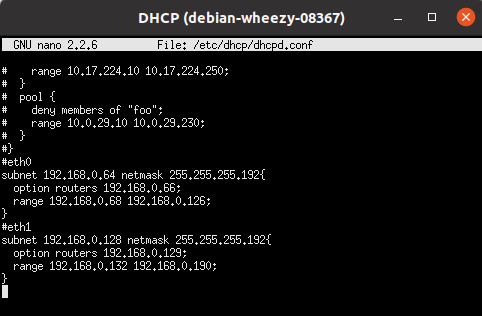 DHCP (debian-wheezy-08367)
GNU nano 2.2.6 File: /etc/dhcp/dhcpd.conf
# range 10.17.224.10 10.17.224.250;
# }
# pool {
# deny members of "foo";
# range 10.0.29.10 10.0.29.230;
# }
#}
#eth0
subnet 192.168.0.64 netmask 255.255.255.192{
option routers 192.168.0.66;
range 192.168.0.68 192.168.0.126;
}
#eth1
subnet 192.168.0.128 netmask 255.255.255.192{
option routers 192.168.0.129;
range 192.168.0.132 192.168.0.190;
}